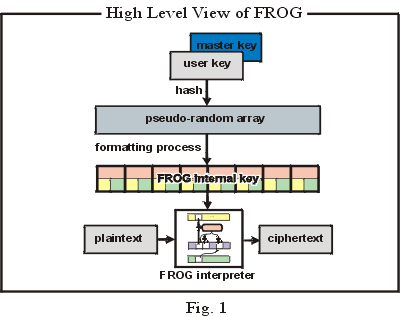 High Level View of FROG
master key
user key
hash
pseudo-random array
formatting process
FROG Internal key
plaintext
ciphertext
FROG interpreter
Fig. 1